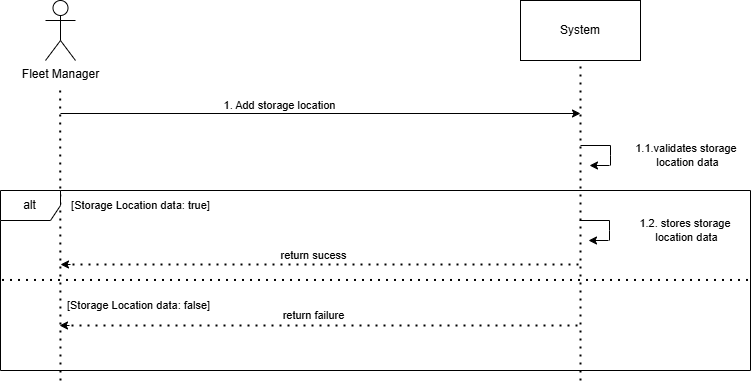 System
Fleet Manager
1. Add storage location
1.1.validates storage
location data
alt
[Storage Location data: true]
1.2. stores storage
location data
return sucess
[Storage Location data: false]
return failure